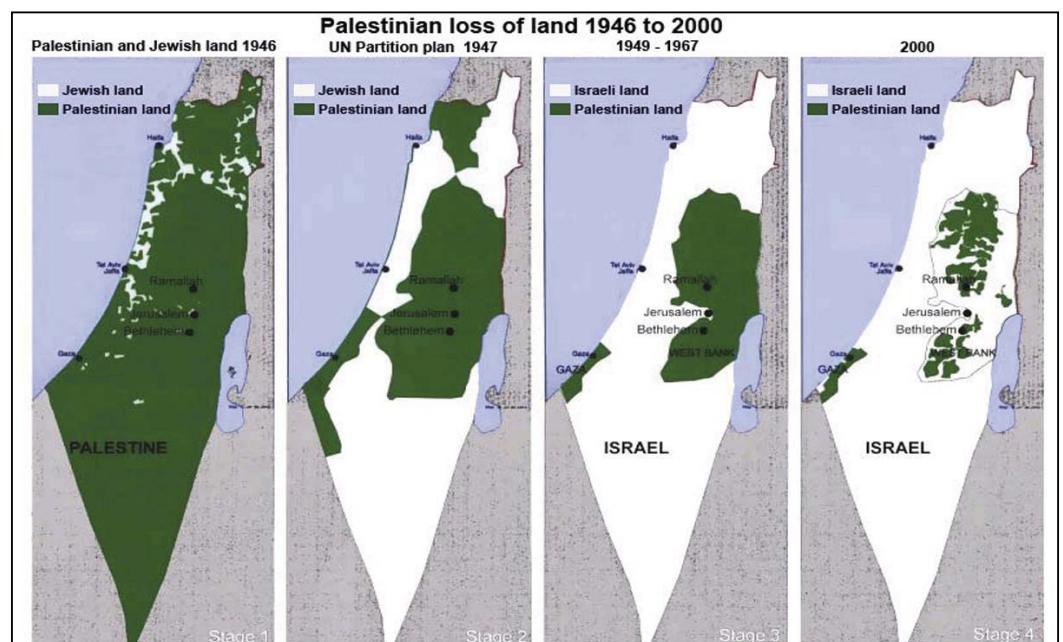 Palestinian loss of land 1946 to 2000
Palestinian and Jewish land 1946
Jewish land
Palestinian land
Haifa
Tel Aviv
Jaffa
Ramallah
Jerusalem
Bethlehem
Gaza
PALESTINE
Stage 1
UN Partition plan 1947
Jewish land
Palestinian land
Haifa
Tel Aviv
Jaffa
Ramallah
Jerusalem
Bethlehem
Gaza
Stage 2
1949 - 1967
Israeli land
Palestinian land
Haifa
Tel Aviv
Jaffa
Ramallah
Jerusalem
Bethlehem
WEST BANK
Gaza
GAZA
ISRAEL
Stage 3
2000
Israeli land
Palestinian land
Haifa
Tel Aviv
Jaffa
Ramallah
Jerusalem
Bethlehem
WEST BANK
Gaza
GAZA
ISRAEL
Stage 4